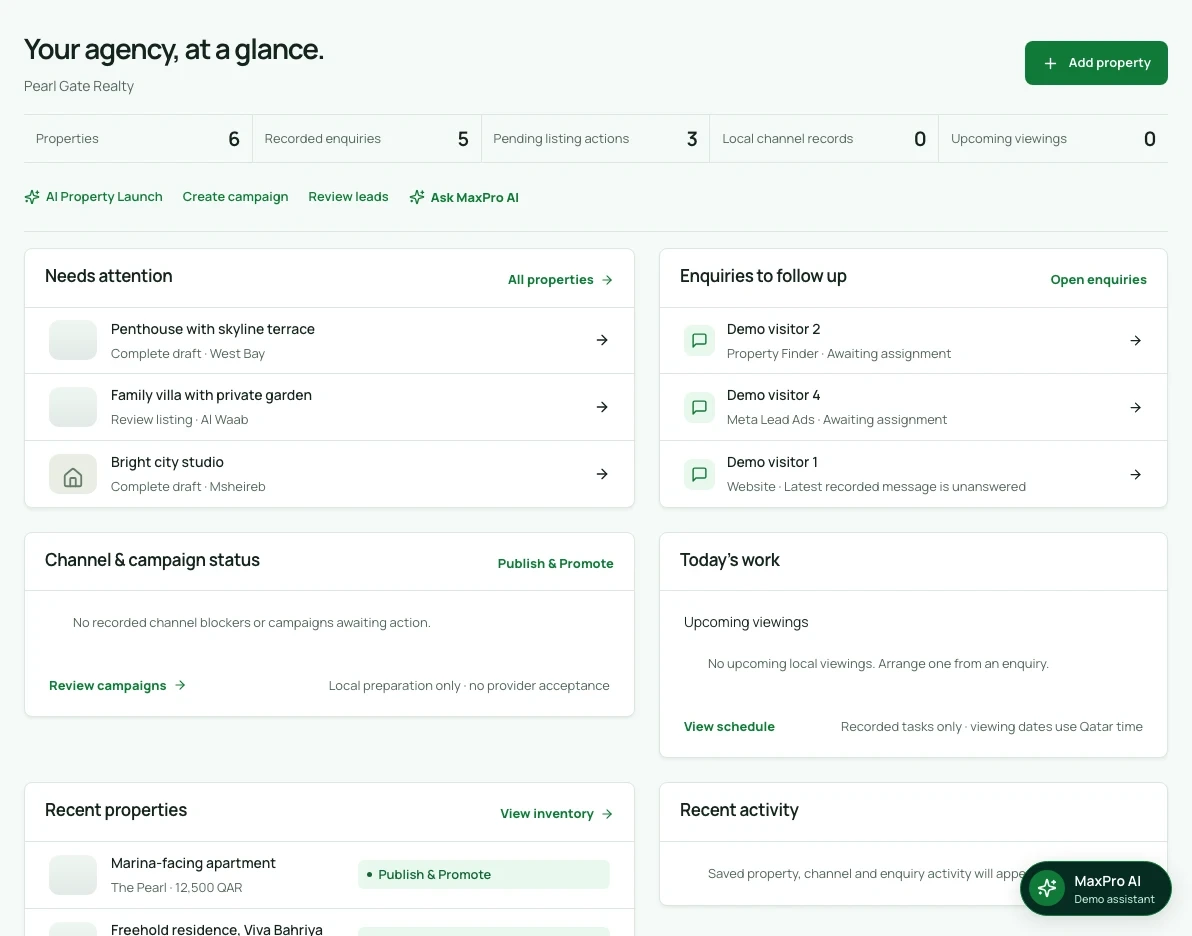 Your agency, at a glance.
Pearl Gate Realty
Add property
Properties 6
Recorded enquiries 5
Pending listing actions 3
Local channel records 0
Upcoming viewings 0
AI Property Launch
Create campaign
Review leads
Ask MaxPro AI
Needs attention
All properties →
Penthouse with skyline terrace
Complete draft · West Bay
Family villa with private garden
Review listing · Al Waab
Bright city studio
Complete draft · Msheireb
Enquiries to follow up
Open enquiries
Demo visitor 2
Property Finder · Awaiting assignment
Demo visitor 4
Meta Lead Ads · Awaiting assignment
Demo visitor 1
Website · Latest recorded message is unanswered
Channel & campaign status
Publish & Promote
No recorded channel blockers or campaigns awaiting action.
Review campaigns →
Local preparation only · no provider acceptance
Today's work
Upcoming viewings
No upcoming local viewings. Arrange one from an enquiry.
View schedule
Recorded tasks only · viewing dates use Qatar time
Recent properties
View inventory →
Marina-facing apartment
The Pearl · 12,500 QAR
• Publish & Promote
Freehold residence, Viva Bahriya
Recent activity
Saved property, channel and enquiry activity will
MaxPro AI
Demo assistant